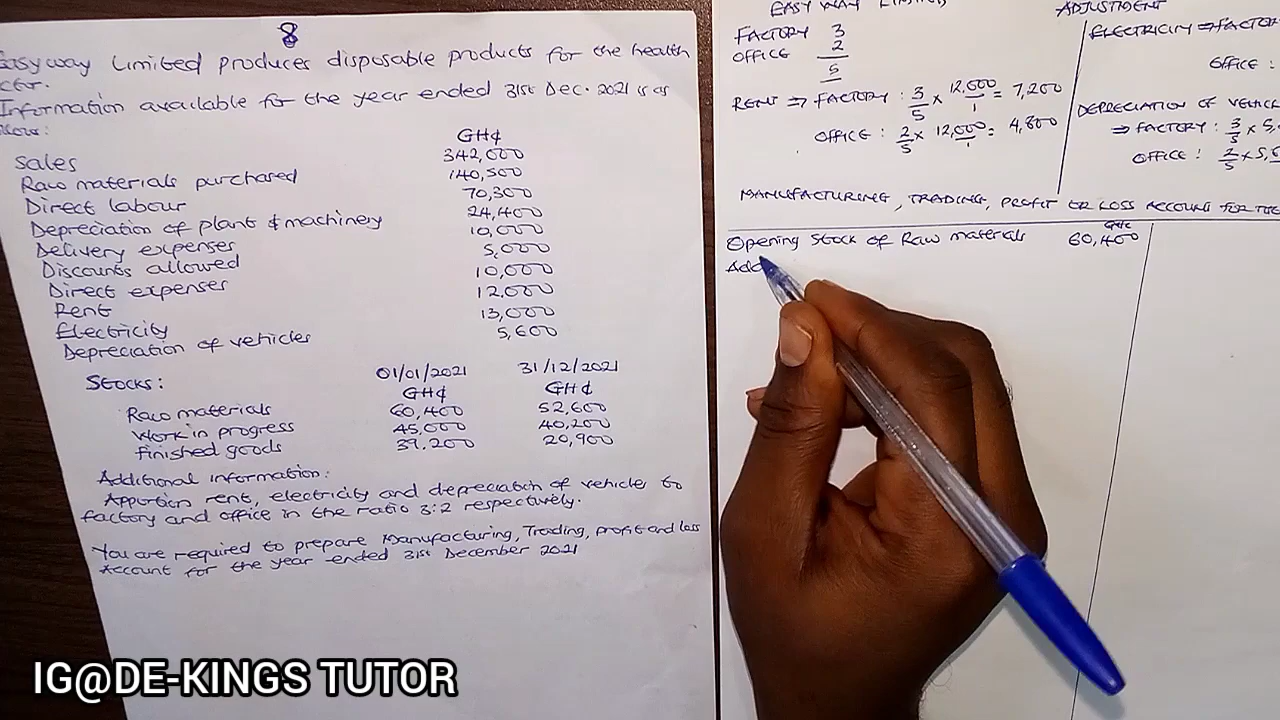 8
Easyway Limited produces disposable products for the health
Information available for the year ended 31st Dec. 2021 is as
GH¢
Sales 342,000
Raw materials purchased 140,500
Direct labour 70,300
Depreciation of plant & machinery 24,400
Delivery expenses 10,000
Discounts allowed 5,000
Direct expenses 10,000
Rent 12,000
Electricity 13,000
Depreciation of vehicles 5,600
Stocks: 01/01/2021 31/12/2021
GH¢ GH¢
Raw materials 60,400 52,600
Work in progress 45,000 40,200
Finished goods 39,200 20,900
Additional information:
Apportion rent, electricity and depreciation of vehicles to
factory and office in the ratio 3:2 respectively.
You are required to prepare Manufacturing, Trading, profit and loss
Account for the year ended 31st December 2021
EASY WAY LIMITED
FACTORY 3
OFFICE 2
5
RENT ⇒ FACTORY: 3/5 × 12,000/1 = 7,200
OFFICE: 2/5 × 12,000/1 = 4,800
ADJUSTMENT
ELECTRICITY ⇒ FACTOR
OFFICE:
DEPRECIATION OF VEHICL
⇒ FACTORY: 3/5 × 5,
OFFICE: 2/5 × 5,6
MANUFACTURING, TRADING, PROFIT OR LOSS ACCOUNT FOR THE
GH¢
Opening Stock of Raw materials 60,400
Add
IG@DE-KINGS TUTOR